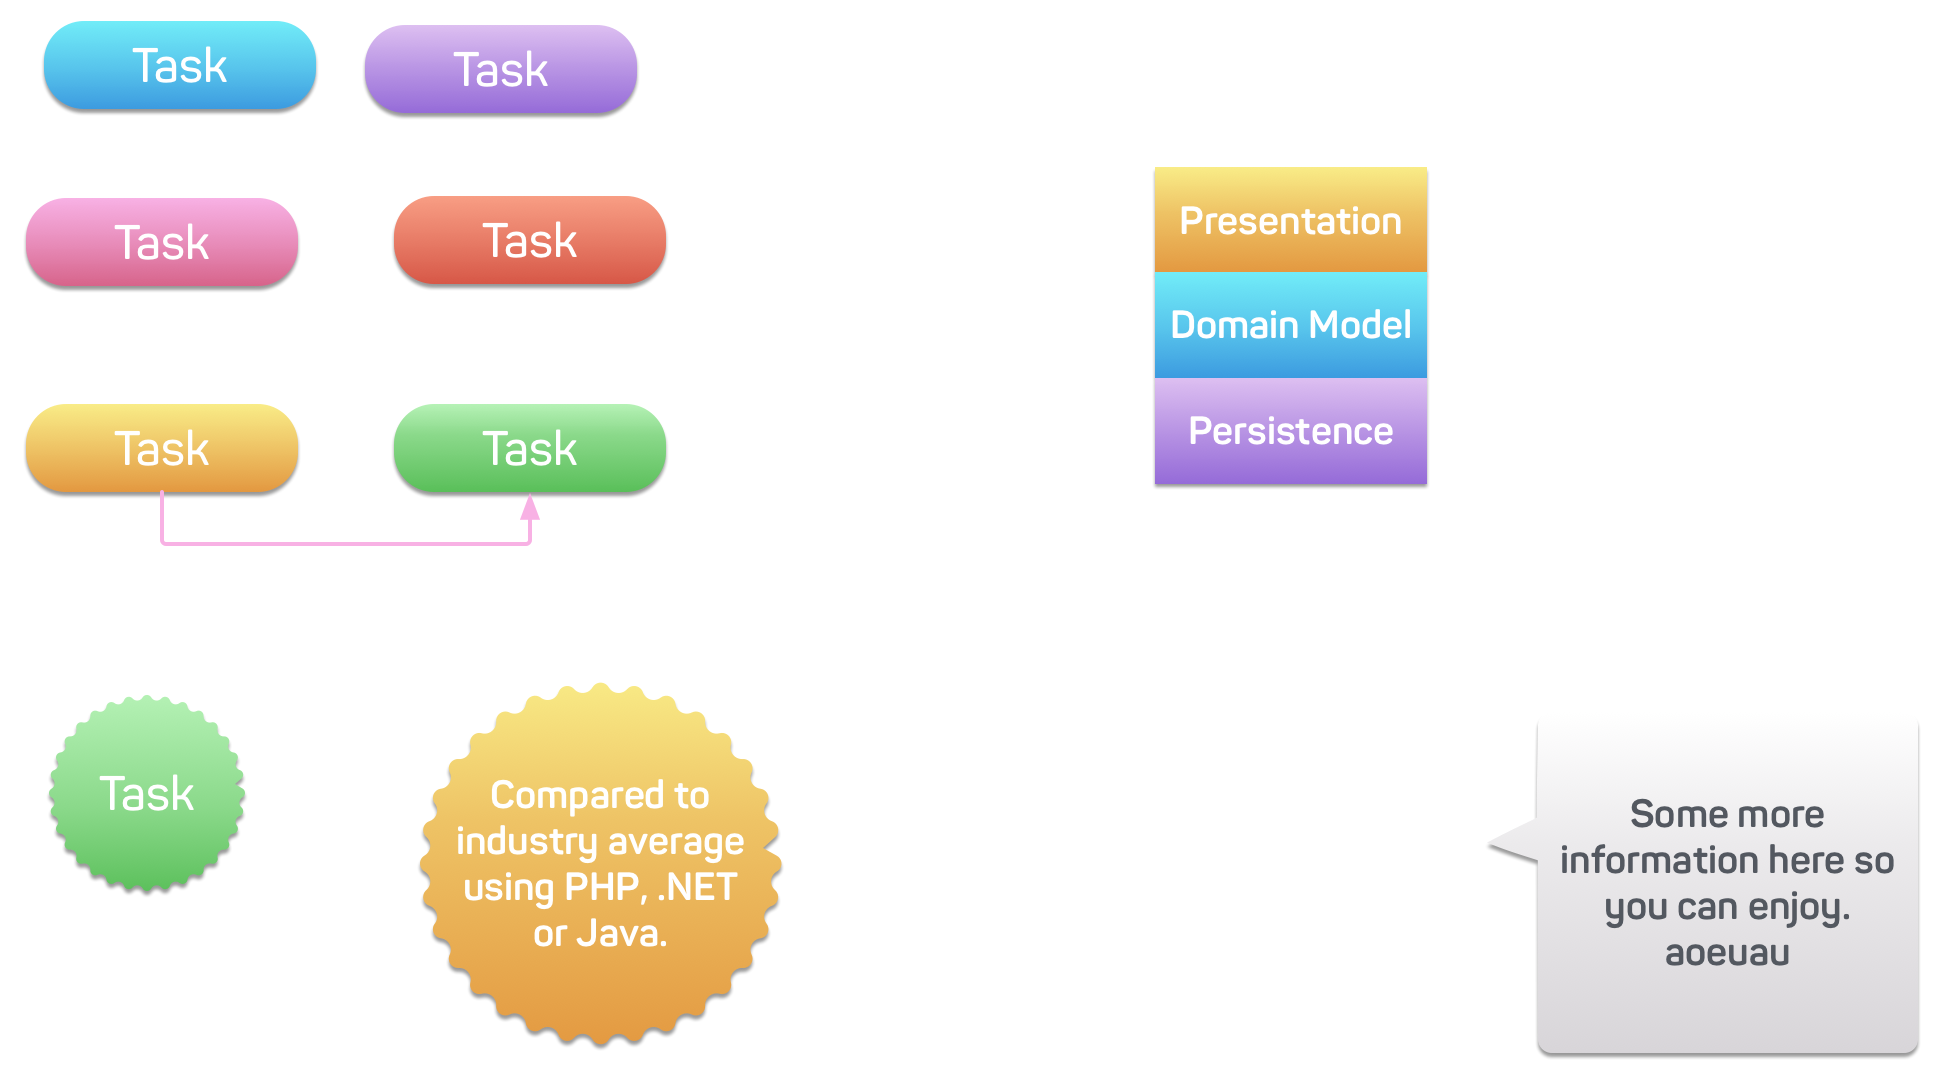 Task
Task
Task
Task
Task
Task
Presentation
Domain Model
Persistence
Task
Compared to
industry average
using PHP, .NET
or Java.
Some more
information here so
you can enjoy.
aoeuau